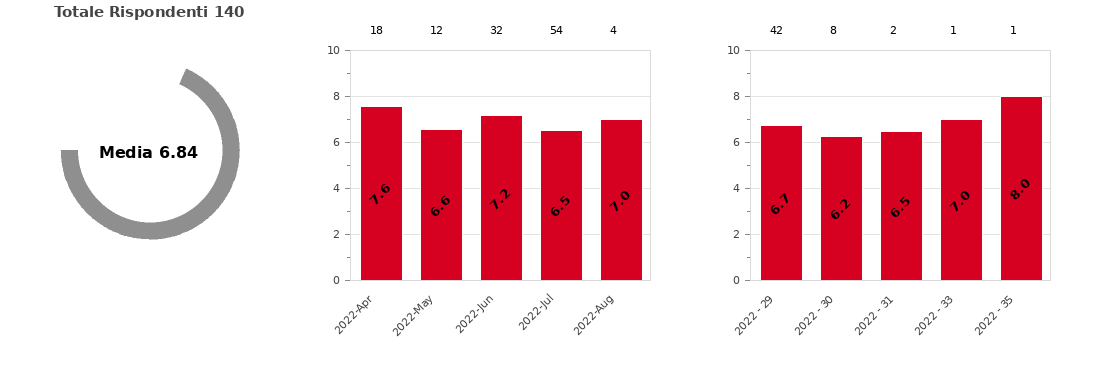 Totale Rispondenti 140
Media 6.84
18 12 32 54 4
10
8
6
4
2
0
7.6 6.6 7.2 6.5 7.0
2022-Apr 2022-May 2022-Jun 2022-Jul 2022-Aug
42 8 2 1 1
10
8
6
4
2
0
6.7 6.2 6.5 7.0 8.0
2022 - 29 2022 - 30 2022 - 31 2022 - 33 2022 - 35